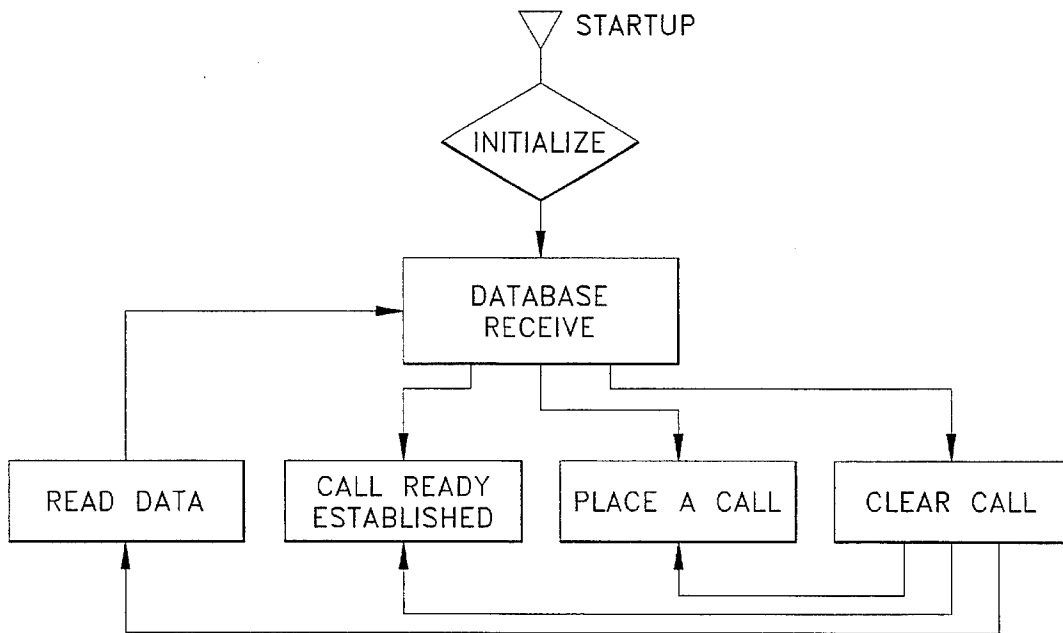 STARTUP
INITIALIZE
DATABASE
RECEIVE
READ DATA
CALL READY
ESTABLISHED
PLACE A CALL
CLEAR CALL